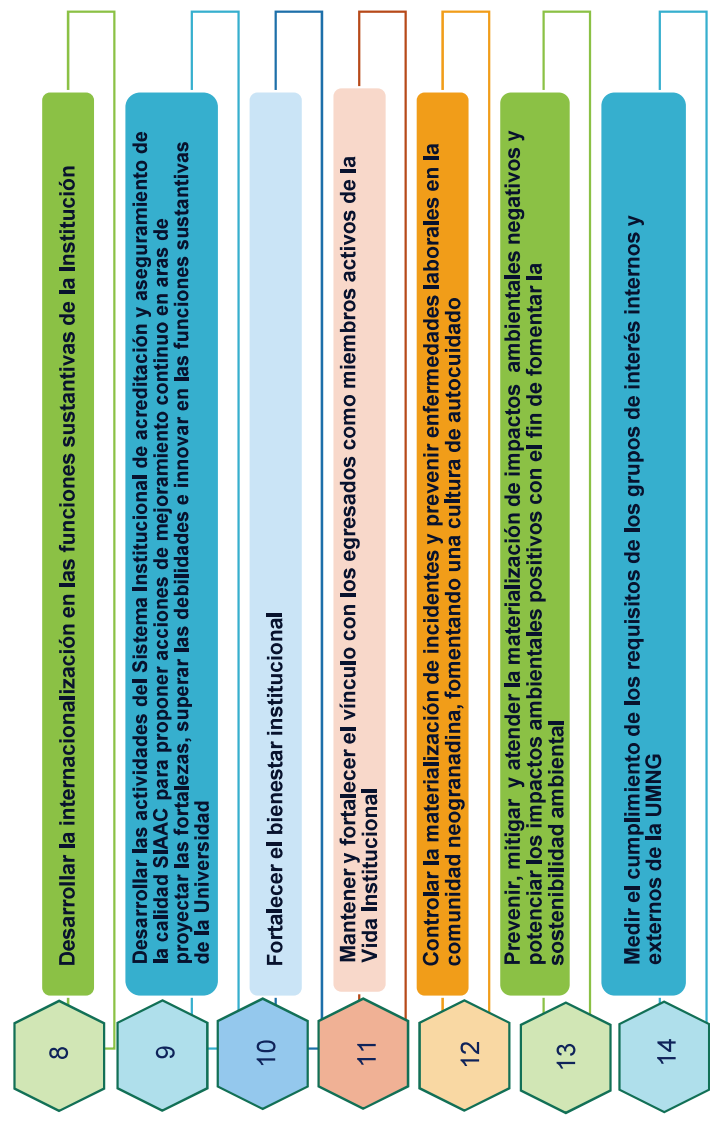 8
Desarrollar la internacionalización en las funciones sustantivas de la Institución
9
Desarrollar las actividades del Sistema Institucional de acreditación y aseguramiento de
la calidad SIAAC para proponer acciones de mejoramiento continuo en aras de
proyectar las fortalezas, superar las debilidades e innovar en las funciones sustantivas
de la Universidad
10
Fortalecer el bienestar institucional
11
Mantener y fortalecer el vínculo con los egresados como miembros activos de la
Vida Institucional
12
Controlar la materialización de incidentes y prevenir enfermedades laborales en la
comunidad neogranadina, fomentando una cultura de autocuidado
13
Prevenir, mitigar y atender la materialización de impactos ambientales negativos y
potenciar los impactos ambientales positivos con el fin de fomentar la
sostenibilidad ambiental
14
Medir el cumplimiento de los requisitos de los grupos de interés internos y
externos de la UMNG